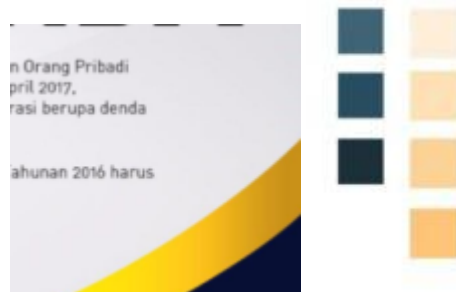 n Orang Pribadi
pril 2017,
rasi berupa denda
ahunan 2016 harus